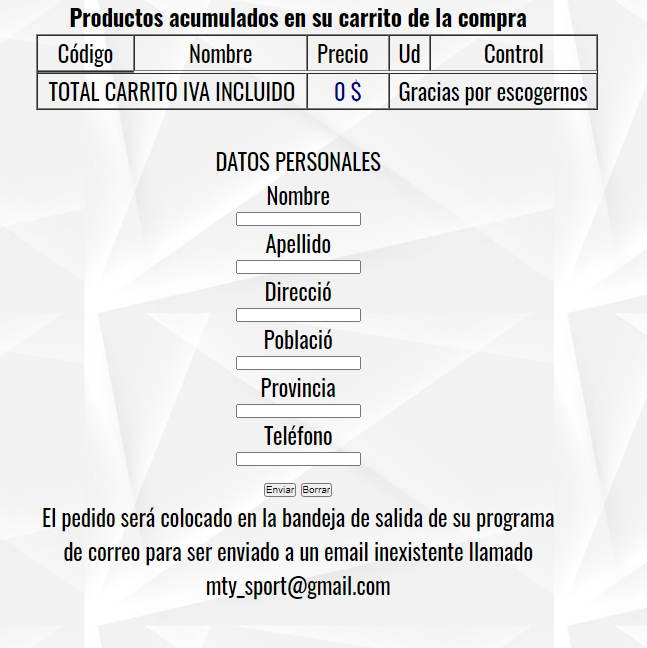 Productos acumulados en su carrito de la compra
Código Nombre Precio Ud Control
TOTAL CARRITO IVA INCLUIDO 0 $ Gracias por escogernos
DATOS PERSONALES
Nombre
Apellido
Direcció
Població
Provincia
Teléfono
Enviar Borrar
El pedido será colocado en la bandeja de salida de su programa
de correo para ser enviado a un email inexistente llamado
mty_sport@gmail.com